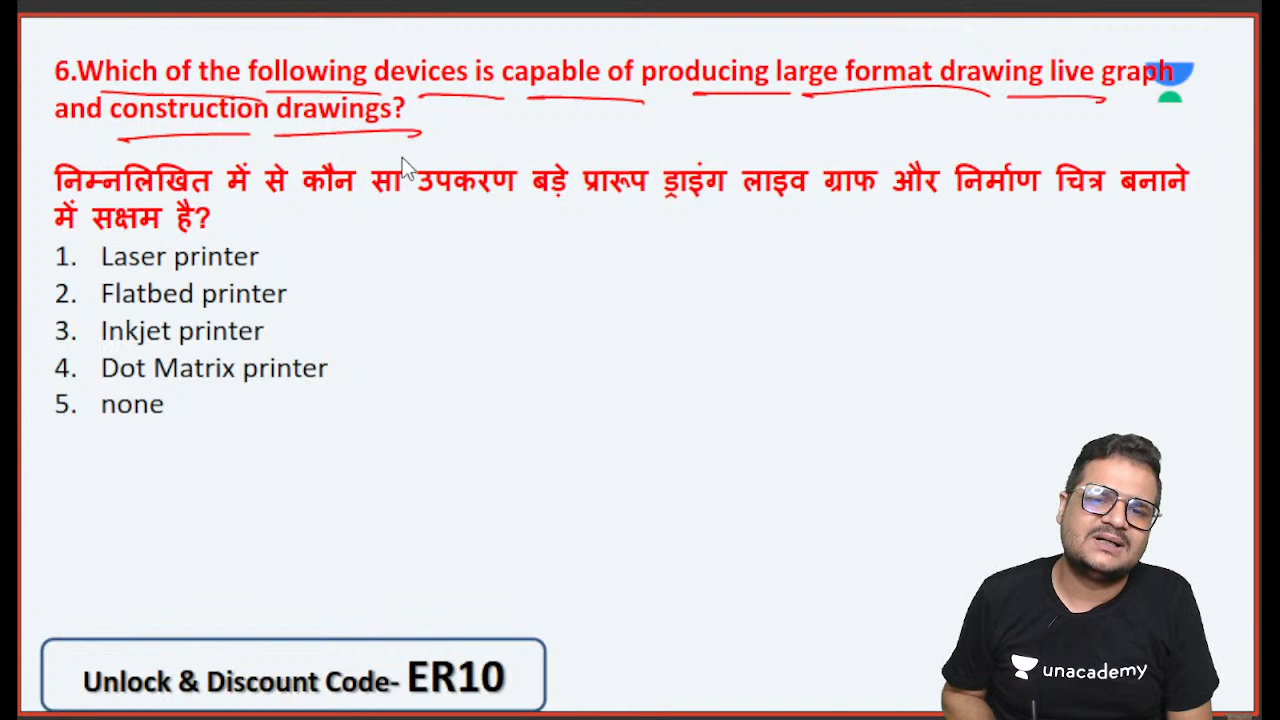 6.Which of the following devices is capable of producing large format drawing live graph
and construction drawings?
निम्नलिखित में से कौन सा उपकरण बड़े प्रारूप ड्राइंग लाइव ग्राफ और निर्माण चित्र बनाने
में सक्षम है?
1. Laser printer
2. Flatbed printer
3. Inkjet printer
4. Dot Matrix printer
5. none
unacademy
Unlock & Discount Code- ER10